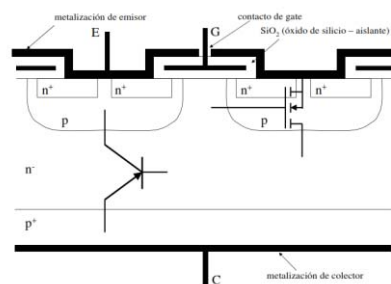 metalización de emisor
contacto de gate
E
G
SiO₂ (óxido de silicio – aislante)
n⁺
n⁺
n⁺
n⁺
p
p
n⁻
p⁺
C
metalización de colector